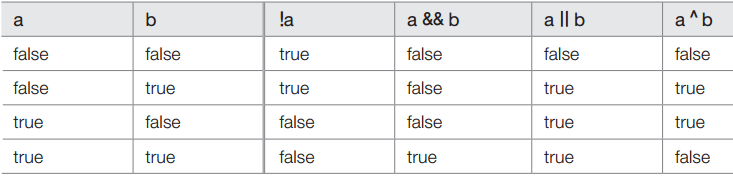 a b !a a && b a || b a ^ b
false false true false false false
false true true false true true
true false false false true true
true true false true true false